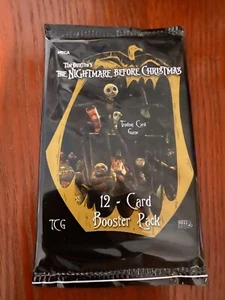 NECA
Tim Burton's
THE NIGHTMARE BEFORE CHRISTMAS
Trading Card
Game
12 - Card
Booster Pack
TCG